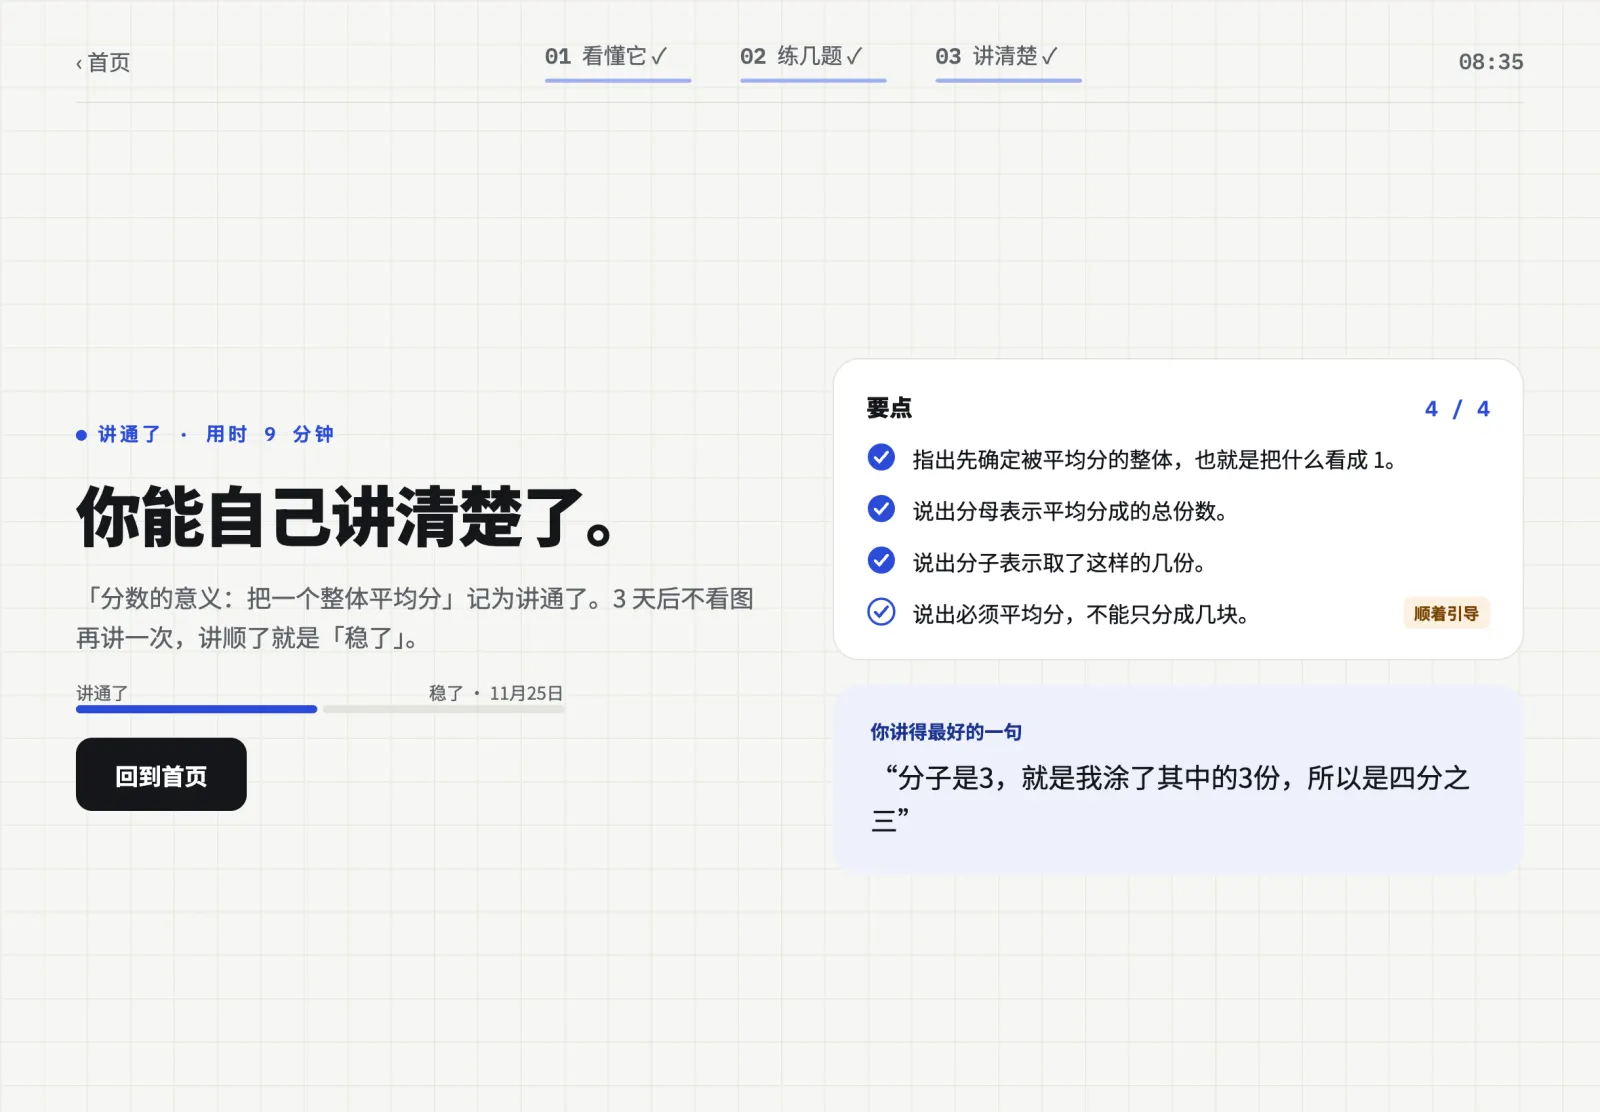 ‹ 首页
01 看懂它✓
02 练几题✓
03 讲清楚✓
08:35
讲通了 · 用时 9 分钟
你能自己讲清楚了。
「分数的意义：把一个整体平均分」记为讲通了。3 天后不看图
再讲一次，讲顺了就是「稳了」。
讲通了
稳了 · 11月25日
回到首页
要点
4 / 4
指出先确定被平均分的整体，也就是把什么看成 1。
说出分母表示平均分成的总份数。
说出分子表示取了这样的几份。
说出必须平均分，不能只分成几块。
顺着引导
你讲得最好的一句
“分子是3，就是我涂了其中的3份，所以是四分之
三”